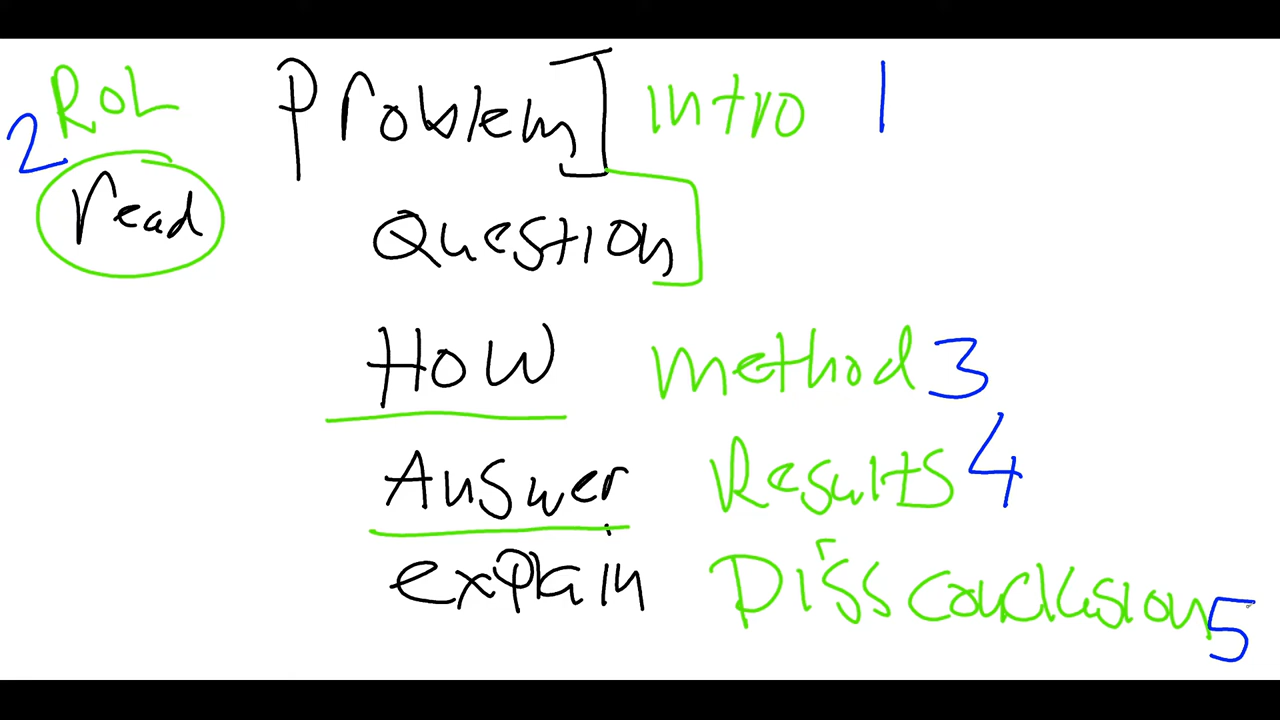 RoL
2
read
Problem intro 1
Question
How method 3
Answer Results 4
explain Diss conclusion 5